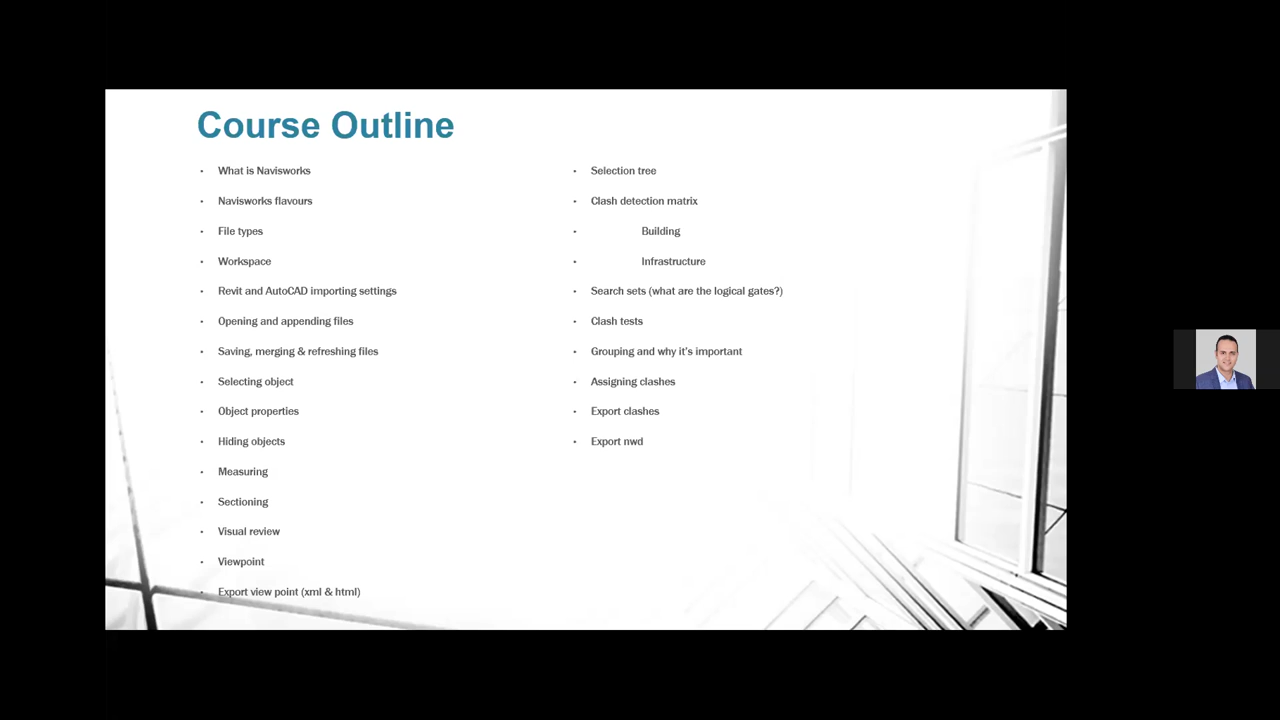 Course Outline
• What is Navisworks
• Navisworks flavours
• File types
• Workspace
• Revit and AutoCAD importing settings
• Opening and appending files
• Saving, merging & refreshing files
• Selecting object
• Object properties
• Hiding objects
• Measuring
• Sectioning
• Visual review
• Viewpoint
• Export view point (xml & html)
• Selection tree
• Clash detection matrix
• Building
• Infrastructure
• Search sets (what are the logical gates?)
• Clash tests
• Grouping and why it's important
• Assigning clashes
• Export clashes
• Export nwd